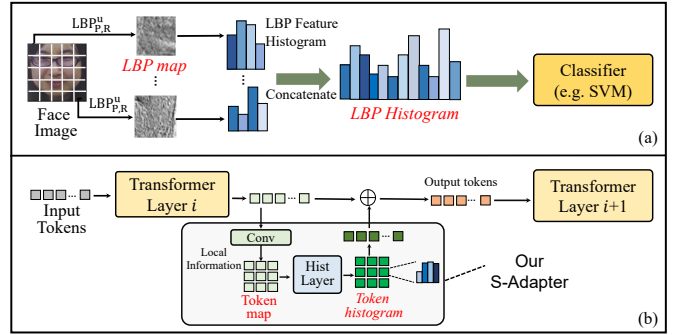 LBP^u_{P,R}
LBP map
LBP Feature
Histogram
...
LBP^u_{P,R}
Concatenate
Face
Image
LBP Histogram
Classifier
(e.g. SVM)
(a)
Input
Tokens
...
Transformer
Layer i
...
Output tokens
...
Transformer
Layer i+1
Conv
Local
Information
Token
map
Hist
Layer
...
Token
histogram
Our
S-Adapter
(b)